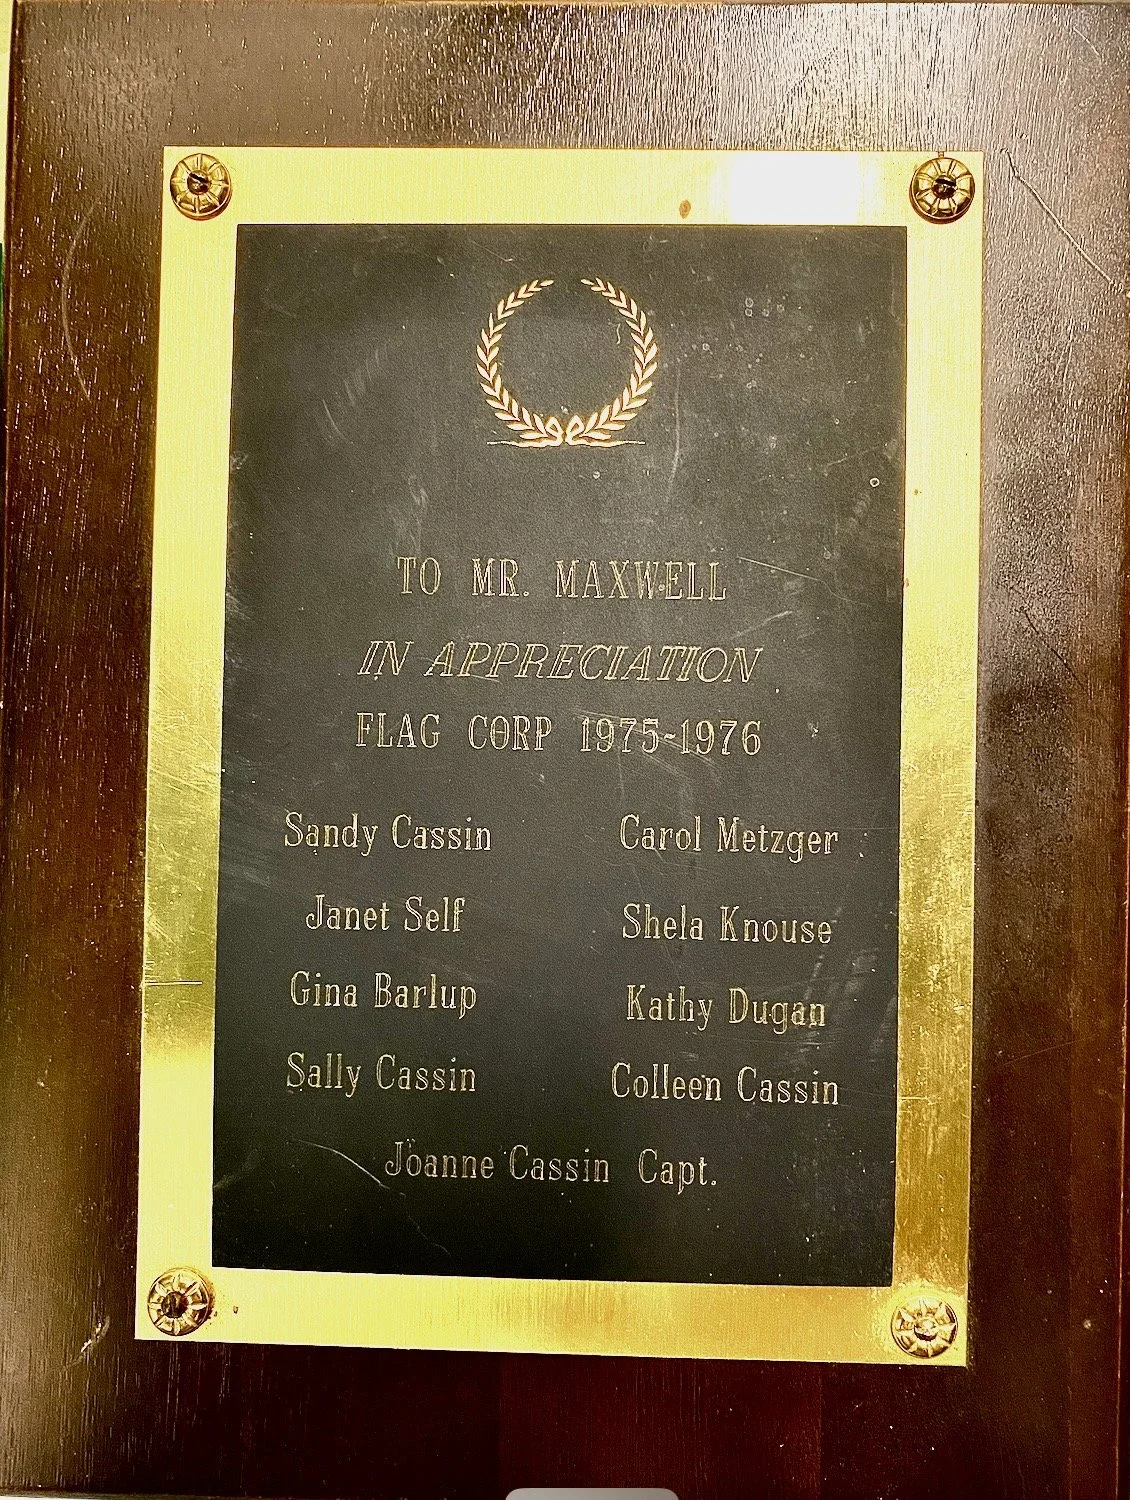 TO MR. MAXWELL
IN APPRECIATION
FLAG CORP 1975-1976
Sandy Cassin Carol Metzger
Janet Self Shela Knouse
Gina Barlup Kathy Dugan
Sally Cassin Colleen Cassin
Joanne Cassin Capt.